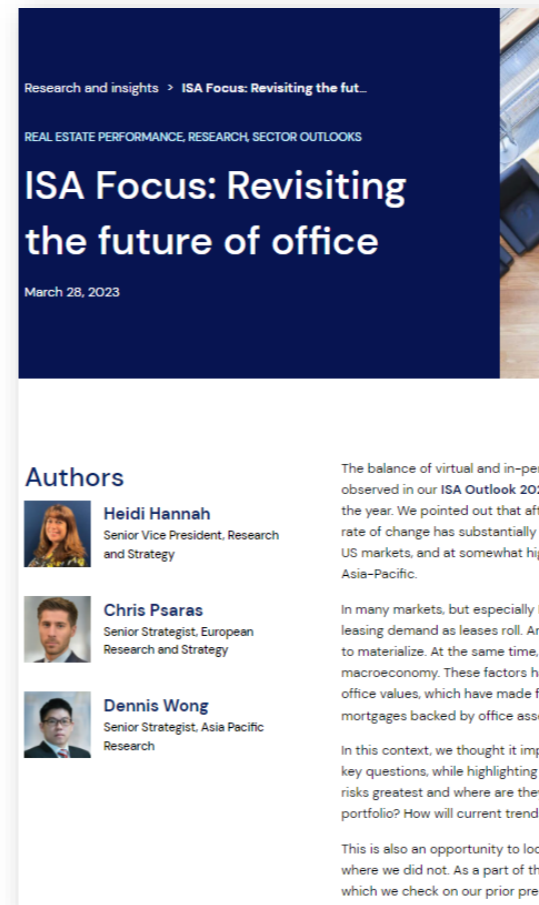 Research and insights > ISA Focus: Revisiting the fut...
REAL ESTATE PERFORMANCE, RESEARCH, SECTOR OUTLOOKS
ISA Focus: Revisiting
the future of office
March 28, 2023
Authors
Heidi Hannah
Senior Vice President, Research
and Strategy
Chris Psaras
Senior Strategist, European
Research and Strategy
Dennis Wong
Senior Strategist, Asia Pacific
Research
The balance of virtual and in-per
observed in our ISA Outlook 202
the year. We pointed out that aft
rate of change has substantially
US markets, and at somewhat hig
Asia-Pacific.
In many markets, but especially
leasing demand as leases roll. An
to materialize. At the same time,
macroeconomy. These factors h
office values, which have made f
mortgages backed by office asse
In this context, we thought it imp
key questions, while highlighting
risks greatest and where are they
portfolio? How will current trend
This is also an opportunity to loo
where we did not. As a part of th
which we check on our prior pre